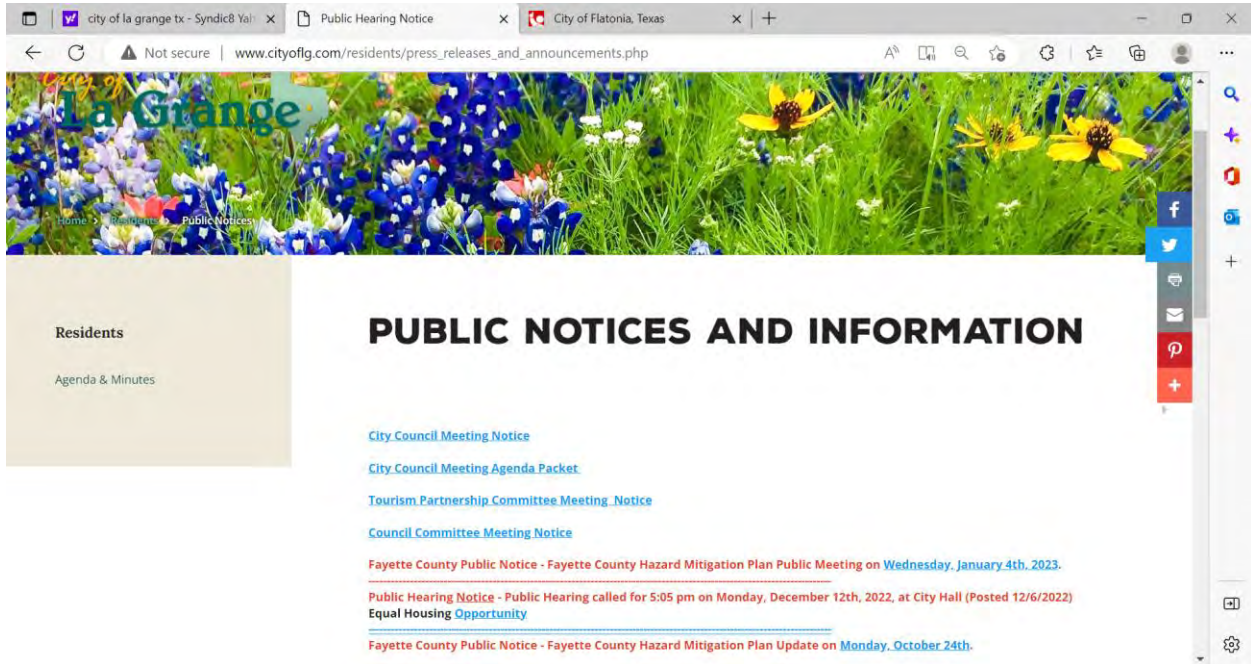 city of la grange tx - Syndic8 Yah
Public Hearing Notice
City of Flatonia, Texas
Not secure | www.cityoflg.com/residents/press_releases_and_announcements.php
City of
La Grange
Home > Residents > Public Notices
Residents
Agenda & Minutes
PUBLIC NOTICES AND INFORMATION
City Council Meeting Notice
City Council Meeting Agenda Packet
Tourism Partnership Committee Meeting Notice
Council Committee Meeting Notice
Fayette County Public Notice - Fayette County Hazard Mitigation Plan Public Meeting on Wednesday, January 4th, 2023.
Public Hearing Notice - Public Hearing called for 5:05 pm on Monday, December 12th, 2022, at City Hall (Posted 12/6/2022)
Equal Housing Opportunity
Fayette County Public Notice - Fayette County Hazard Mitigation Plan Update on Monday, October 24th.